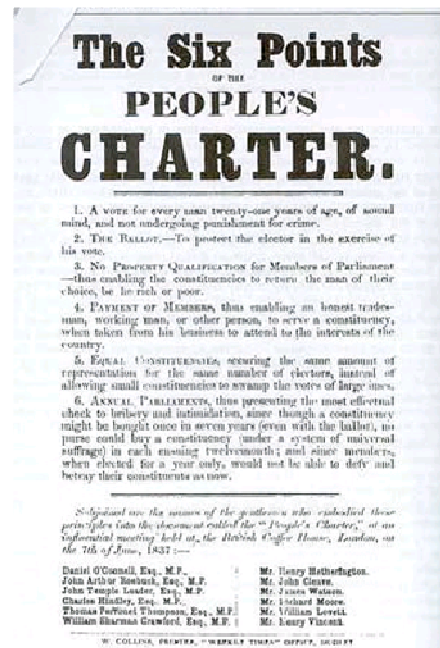 The Six Points
OF THE
PEOPLE'S
CHARTER.
1. A VOTE for every man twenty-one years of age, of sound
mind, and not undergoing punishment for crime.
2. THE BALLOT.—To protect the elector in the exercise of
his vote.
3. NO PROPERTY QUALIFICATION for Members of Parliament
—thus enabling the constituencies to return the man of their
choice, be he rich or poor.
4. PAYMENT OF MEMBERS, thus enabling an honest trades-
man, working man, or other person, to serve a constituency,
when taken from his business to attend to the interests of the
country.
5. EQUAL CONSTITUENCIES, securing the same amount of
representation for the same number of electors, instead of
allowing small constituencies to swamp the votes of large ones.
6. ANNUAL PARLIAMENTS, thus presenting the most effectual
check to bribery and intimidation, since though a constituency
might be bought once in seven years (even with the ballot), no
purse could buy a constituency (under a system of universal
suffrage) in each ensuing twelvemonth; and since members,
when elected for a year only, would not be able to defy and
betray their constituents as now.
Subjoined are the names of the gentlemen who embodied these
principles into the document called the "People's Charter," at an
influential meeting held at the British Coffee House, London, on
the 7th of June, 1837:—
Daniel O'Connell, Esq., M.P.,
John Arthur Roebuck, Esq., M.P.
John Temple Leader, Esq., M.P.
Charles Hindley, Esq., M.P.,
Thomas Perronet Thompson, Esq., M.P.
William Sharman Crawford, Esq., M.P.
Mr. Henry Hetherington.
Mr. John Cleave.
Mr. James Watson.
Mr. Richard Moore.
Mr. William Lovett.
Mr. Henry Vincent.
W. COLLINS, PRINTER, "WEEKLY TIMES" OFFICE,